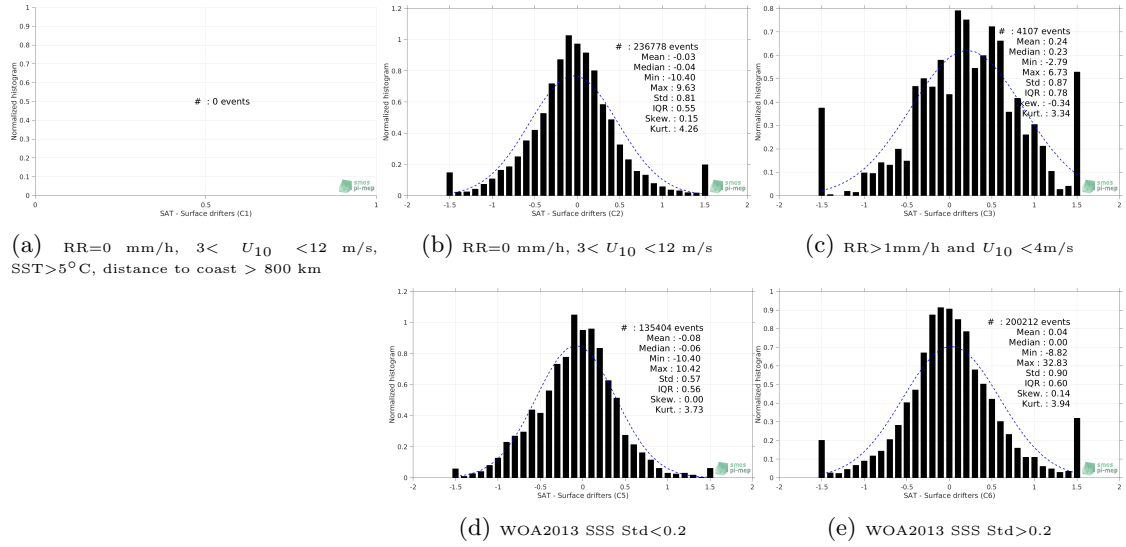 1
0.9
0.8
0.7
0.6
0.5
0.4
0.3
0.2
0.1
0
0
0.5
1
Normalized histogram
# : 0 events
smos
pi-mep
SAT - Surface drifters (C1)
(a) RR=0 mm/h, 3< U10 <12 m/s,
SST>5°C, distance to coast > 800 km
1.2
1
0.8
0.6
0.4
0.2
0
-2
-1.5
-1
-0.5
0
0.5
1
1.5
2
Normalized histogram
# : 236778 events
Mean : -0.03
Median : -0.04
Min : -10.40
Max : 9.63
Std : 0.81
IQR : 0.55
Skew. : 0.15
Kurt. : 4.26
smos
pi-mep
SAT - Surface drifters (C2)
(b) RR=0 mm/h, 3< U10 <12 m/s
0.8
0.7
0.6
0.5
0.4
0.3
0.2
0.1
0
-2
-1.5
-1
-0.5
0
0.5
1
1.5
2
Normalized histogram
# : 4107 events
Mean : 0.24
Median : 0.23
Min : -2.79
Max : 6.73
Std : 0.87
IQR : 0.78
Skew. : -0.34
Kurt. : 3.34
smos
pi-mep
SAT - Surface drifters (C3)
(c) RR>1mm/h and U10 <4m/s
1.2
1
0.8
0.6
0.4
0.2
0
-2
-1.5
-1
-0.5
0
0.5
1
1.5
2
Normalized histogram
# : 135404 events
Mean : -0.08
Median : -0.06
Min : -10.40
Max : 10.42
Std : 0.57
IQR : 0.56
Skew. : 0.00
Kurt. : 3.73
smos
pi-mep
SAT - Surface drifters (C5)
(d) WOA2013 SSS Std<0.2
1
0.9
0.8
0.7
0.6
0.5
0.4
0.3
0.2
0.1
0
-2
-1.5
-1
-0.5
0
0.5
1
1.5
2
Normalized histogram
# : 200212 events
Mean : 0.04
Median : 0.00
Min : -8.82
Max : 32.83
Std : 0.90
IQR : 0.60
Skew. : 0.14
Kurt. : 3.94
smos
pi-mep
SAT - Surface drifters (C6)
(e) WOA2013 SSS Std>0.2